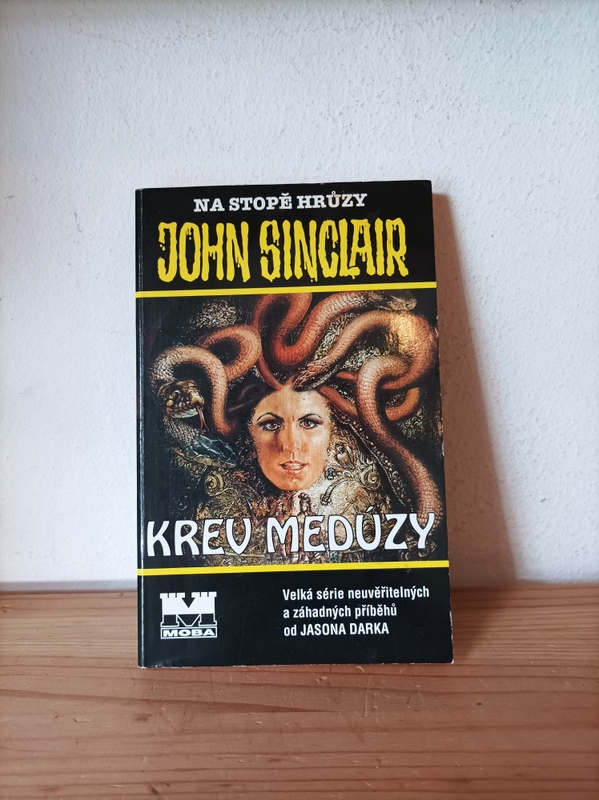 NA STOPĚ HRŮZY
JOHN SINCLAIR
KREV MEDÚZY
M
MOBA
Velká série neuvěřitelných
a záhadných příběhů
od JASONA DARKA